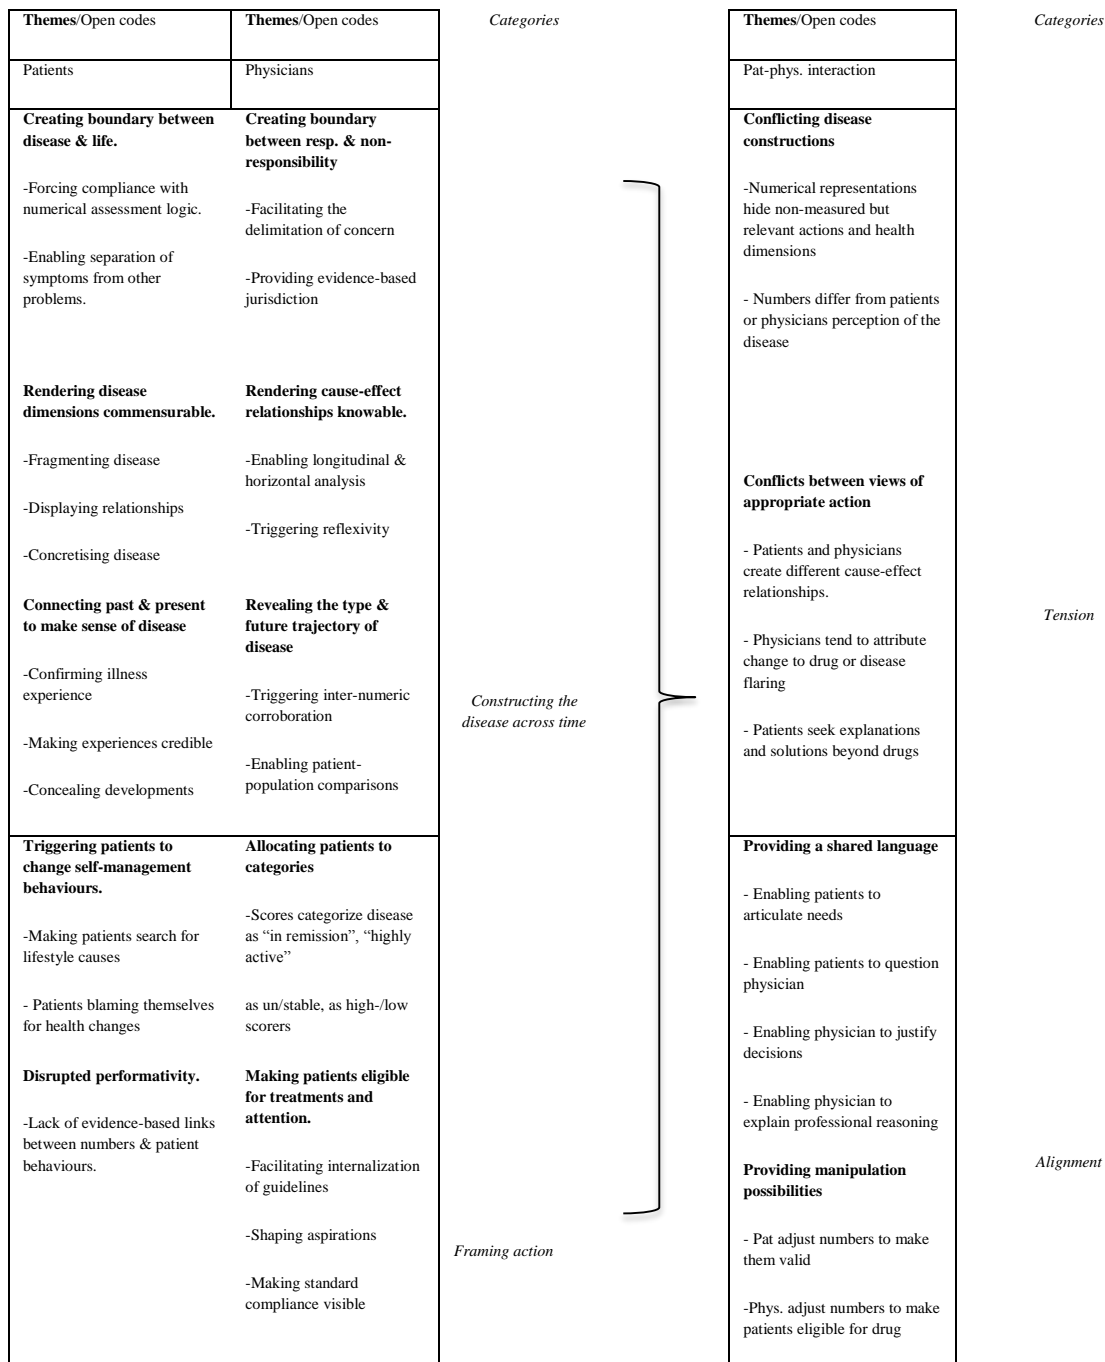 Themes/Open codes
Patients
Creating boundary between
disease & life.
-Forcing compliance with
numerical assessment logic.
-Enabling separation of
symptoms from other
problems.
Rendering disease
dimensions commensurable.
-Fragmenting disease
-Displaying relationships
-Concretising disease
Connecting past & present
to make sense of disease
-Confirming illness
experience
-Making experiences credible
-Concealing developments
Triggering patients to
change self-management
behaviours.
-Making patients search for
lifestyle causes
- Patients blaming themselves
for health changes
Disrupted performativity.
-Lack of evidence-based links
between numbers & patient
behaviours.
Themes/Open codes
Physicians
Creating boundary
between resp. & non-
responsibility
-Facilitating the
delimitation of concern
-Providing evidence-based
jurisdiction
Rendering cause-effect
relationships knowable.
-Enabling longitudinal &
horizontal analysis
-Triggering reflexivity
Revealing the type &
future trajectory of
disease
-Triggering inter-numeric
corroboration
-Enabling patient-
population comparisons
Allocating patients to
categories
-Scores categorize disease
as “in remission”, “highly
active”
as un/stable, as high-/low
scorers
Making patients eligible
for treatments and
attention.
-Facilitating internalization
of guidelines
-Shaping aspirations
-Making standard
compliance visible
Categories
Constructing the
disease across time
Framing action
Themes/Open codes
Pat-phys. interaction
Conflicting disease
constructions
-Numerical representations
hide non-measured but
relevant actions and health
dimensions
- Numbers differ from patients
or physicians perception of the
disease
Conflicts between views of
appropriate action
- Patients and physicians
create different cause-effect
relationships.
- Physicians tend to attribute
change to drug or disease
flaring
- Patients seek explanations
and solutions beyond drugs
Providing a shared language
- Enabling patients to
articulate needs
- Enabling patients to question
physician
- Enabling physician to justify
decisions
- Enabling physician to
explain professional reasoning
Providing manipulation
possibilities
- Pat adjust numbers to make
them valid
-Phys. adjust numbers to make
patients eligible for drug
Categories
Tension
Alignment